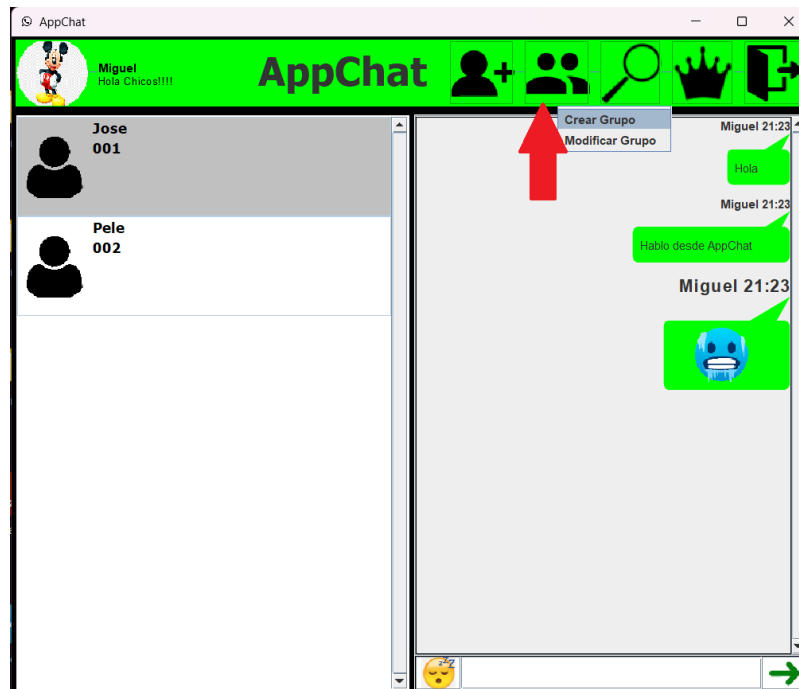 AppChat
Miguel
Hola Chicos!!!!
AppChat
Crear Grupo
Modificar Grupo
Jose
001
Pele
002
Miguel 21:23
Hola
Miguel 21:23
Hablo desde AppChat
Miguel 21:23